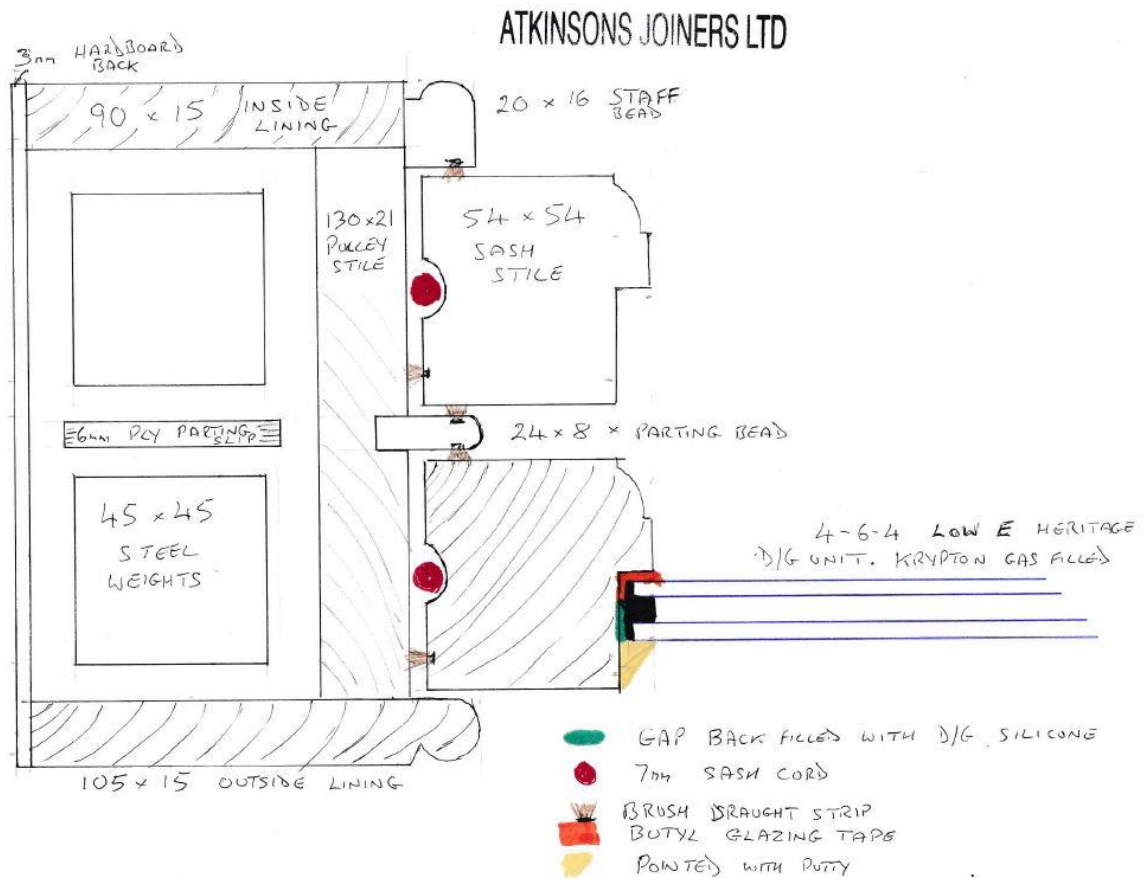 ATKINSONS JOINERS LTD
3mm HARDBOARD
BACK
90 x 15 INSIDE
LINING
20 x 16 STAFF
BEAD
130x21
PULLEY
STILE
54 x 54
SASH
STILE
6mm PLY PARTING
SLIP
24 x 8 x PARTING BEAD
45 x 45
STEEL
WEIGHTS
4-6-4 LOW E HERITAGE
D/G UNIT. KRYPTON GAS FILLED
105 x 15 OUTSIDE LINING
GAP BACK FILLED WITH D/G SILICONE
7mm SASH CORD
BRUSH DRAUGHT STRIP
BUTYL GLAZING TAPE
POINTED WITH PUTTY